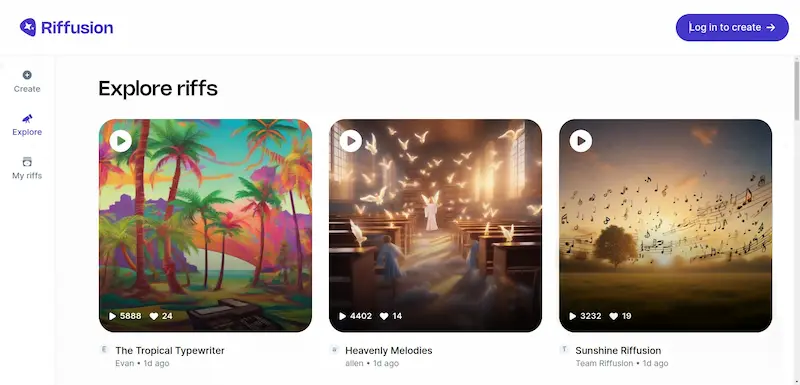 Riffusion
Log in to create →
Create
Explore
My riffs
Explore riffs
5888 24
4402 14
3232 19
E The Tropical Typewriter
Evan • 1d ago
Heavenly Melodies
allen • 1d ago
T Sunshine Riffusion
Team Riffusion • 1d ago